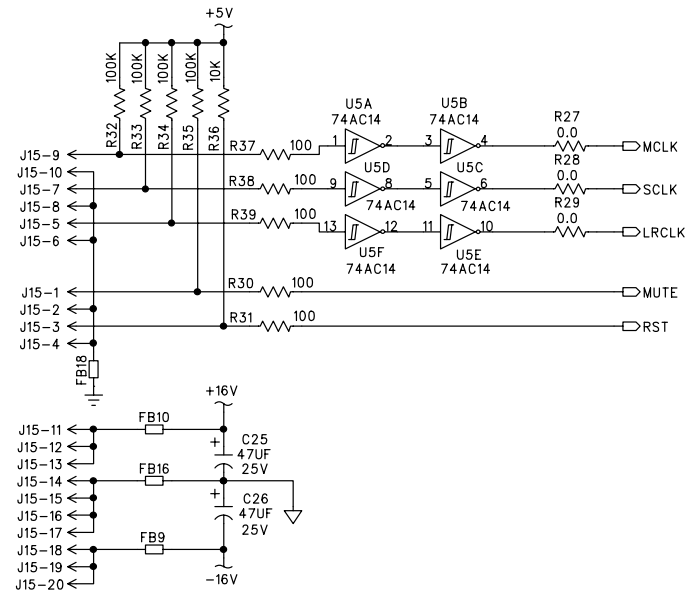 +5V
100K
100K
100K
100K
10K
R32
R33
R34
R35
R36
J15-9
J15-10
J15-7
J15-8
J15-5
J15-6
J15-1
J15-2
J15-3
J15-4
R37 100
R38 100
R39 100
R30 100
R31 100
U5A
74AC14
1 2
U5B
74AC14
3 4
U5D
9 8
74AC14
U5C
5 6
74AC14
13 12
U5F
74AC14
11 10
U5E
74AC14
R27
0.0
MCLK
R28
0.0
SCLK
R29
0.0
LRCLK
MUTE
RST
FB18
+16V
J15-11
J15-12
J15-13
J15-14
J15-15
J15-16
J15-17
J15-18
J15-19
J15-20
FB10
FB16
FB9
+
C25
47UF
25V
+
C26
47UF
25V
-16V